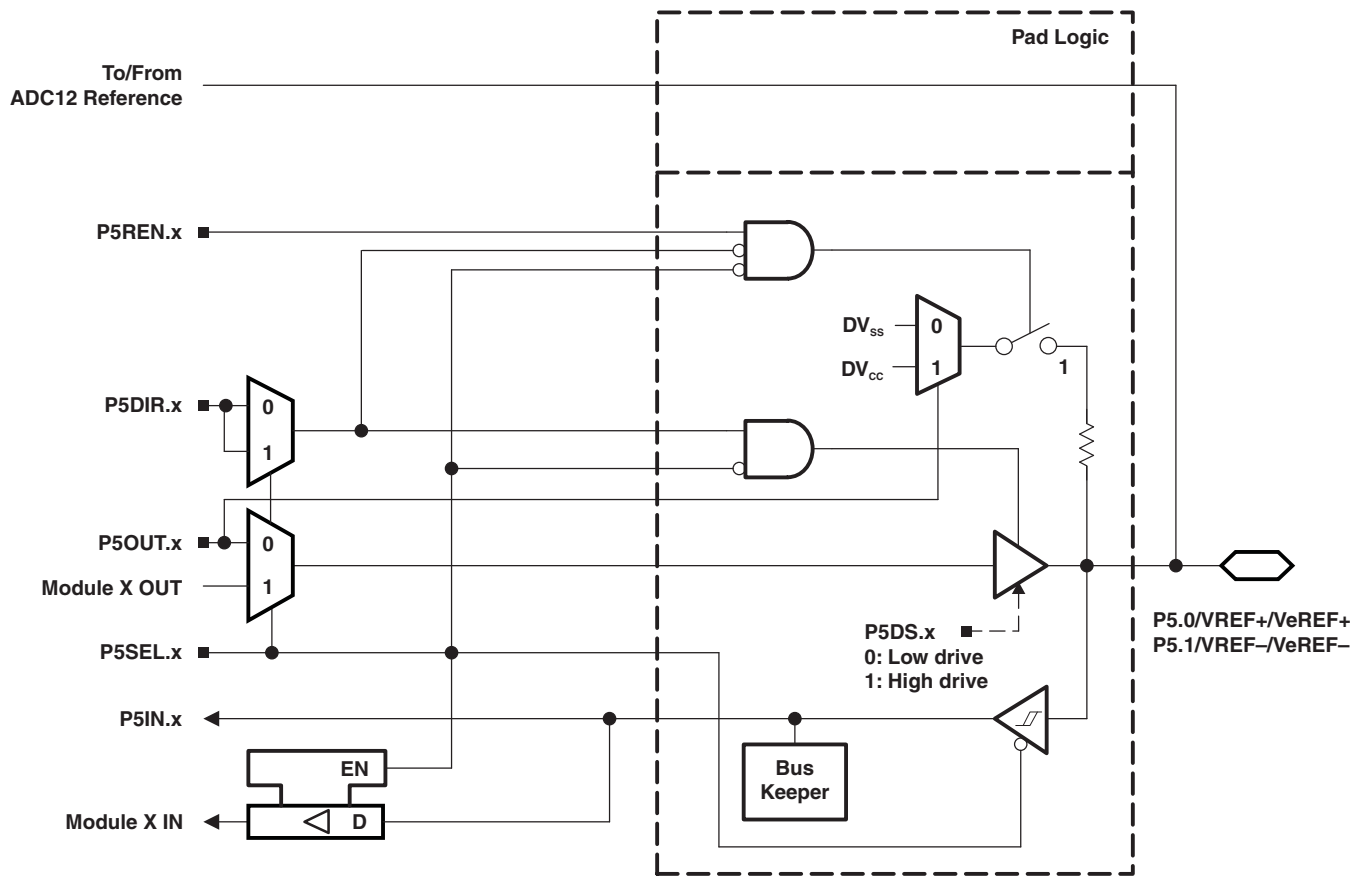 Pad Logic
To/From
ADC12 Reference
P5REN.x
DVSS
0
DVCC
1
1
P5DIR.x
0
1
P5OUT.x
0
Module X OUT
1
P5SEL.x
P5DS.x
0: Low drive
1: High drive
P5.0/VREF+/VeREF+
P5.1/VREF–/VeREF–
P5IN.x
Bus
Keeper
EN
D
Module X IN